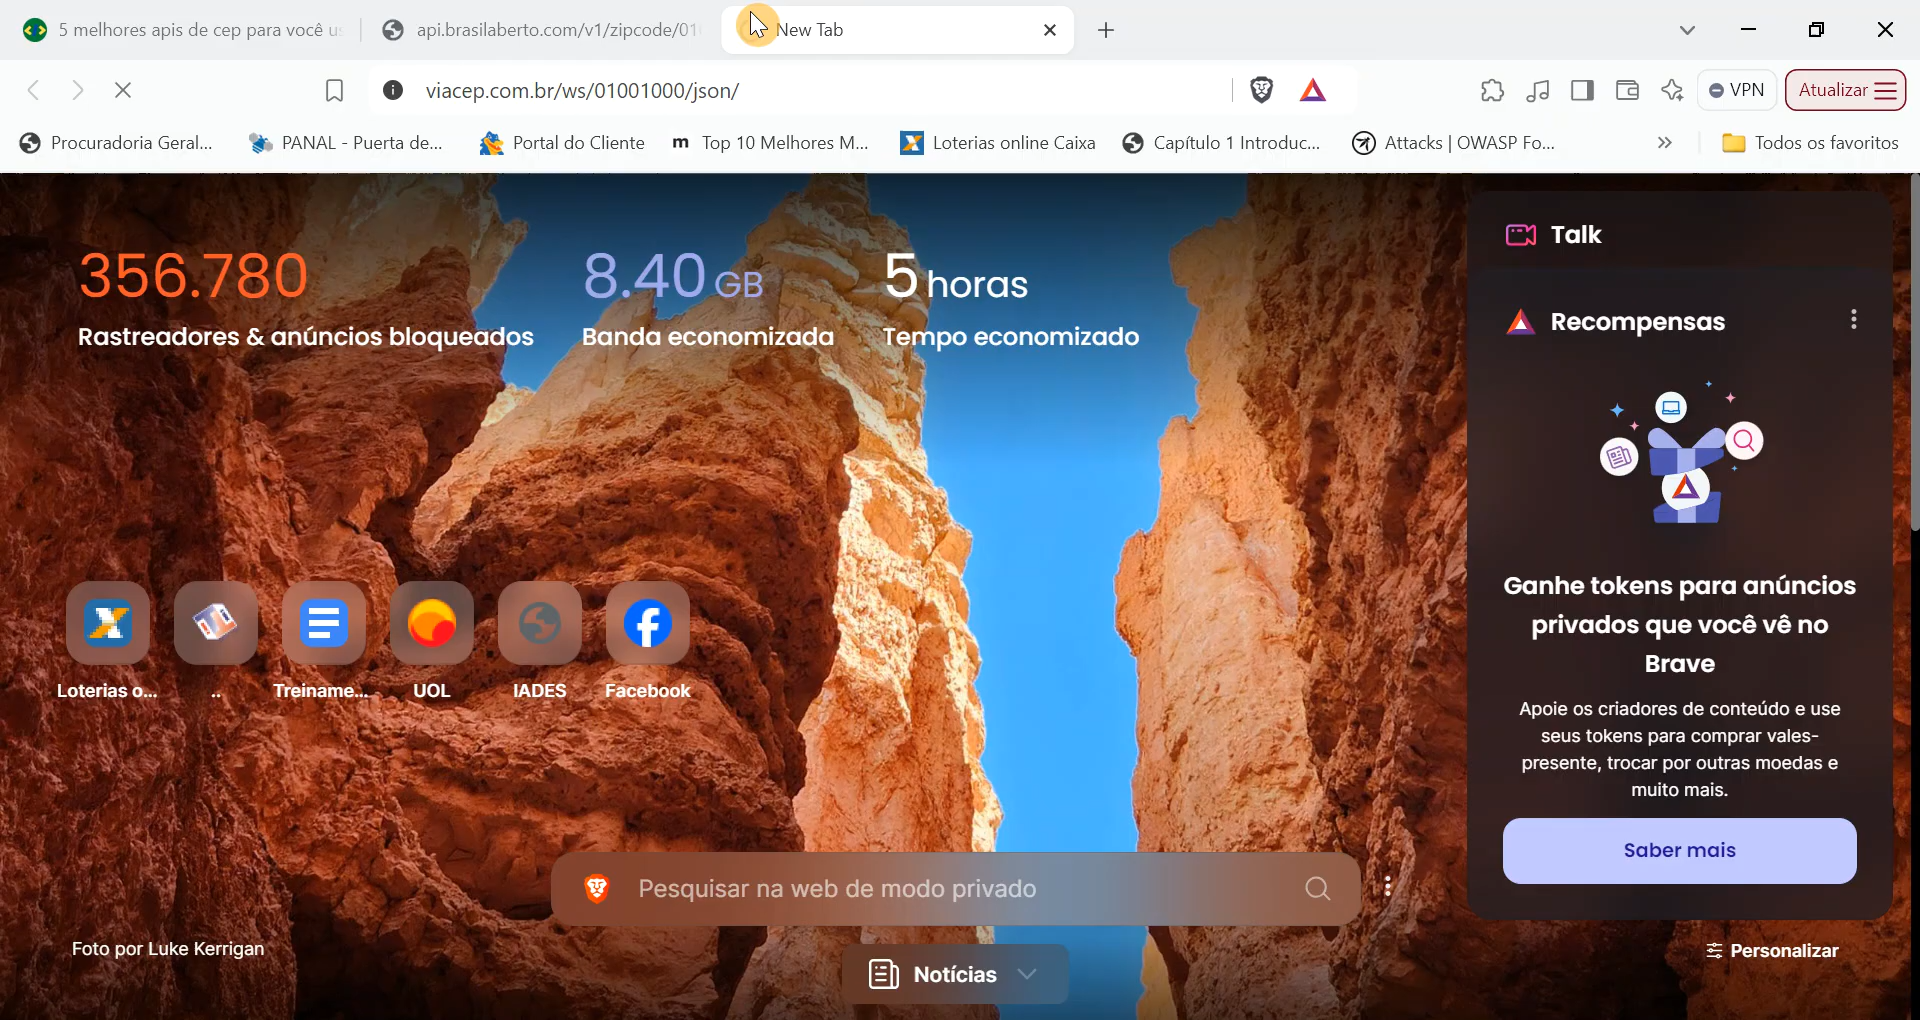 5 melhores apis de cep para você u
api.brasilaberto.com/v1/zipcode/01
New Tab
viacep.com.br/ws/01001000/json/
VPN
Atualizar
Procuradoria Geral...
PANAL - Puerta de...
Portal do Cliente
m Top 10 Melhores M...
Loterias online Caixa
Capítulo 1 Introduc...
Attacks | OWASP Fo...
Todos os favoritos
356.780
8.40 GB
5 horas
Rastreadores & anúncios bloqueados
Banda economizada
Tempo economizado
Talk
Recompensas
Ganhe tokens para anúncios
privados que você vê no
Brave
Apoie os criadores de conteúdo e use
seus tokens para comprar vales-
presente, trocar por outras moedas e
muito mais.
Saber mais
Loterias o...
..
Treiname...
UOL
IADES
Facebook
Pesquisar na web de modo privado
Foto por Luke Kerrigan
Notícias
Personalizar